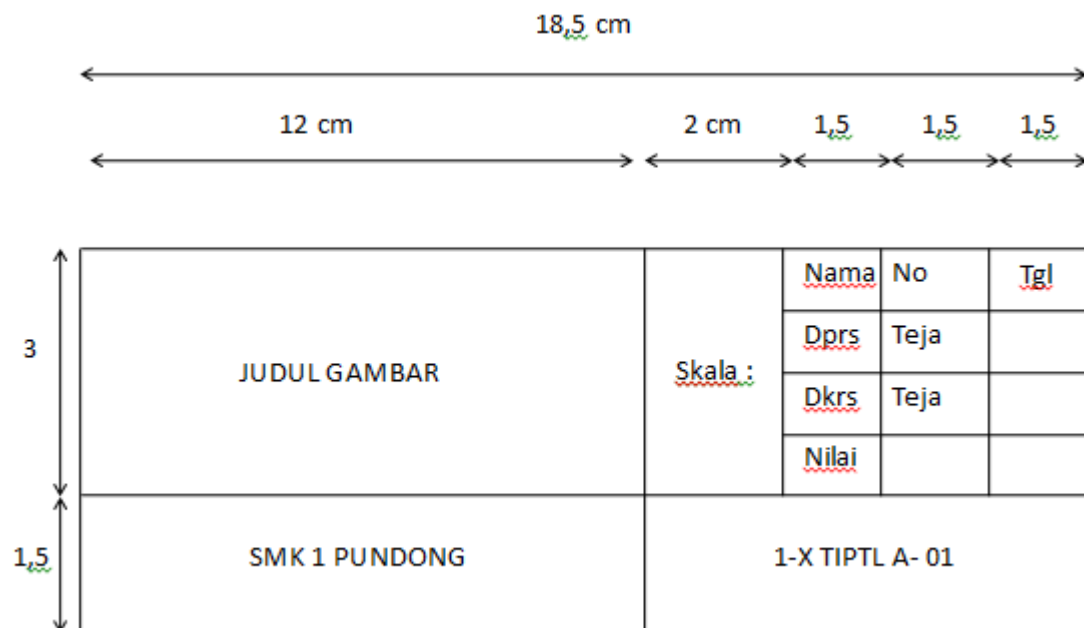 18,5 cm
12 cm 2 cm 1,5 1,5 1,5
Nama No Tgl
Dprs Teja
3
JUDUL GAMBAR Skala :
Dkrs Teja
Nilai
1,5 SMK 1 PUNDONG 1-X TIPTL A- 01